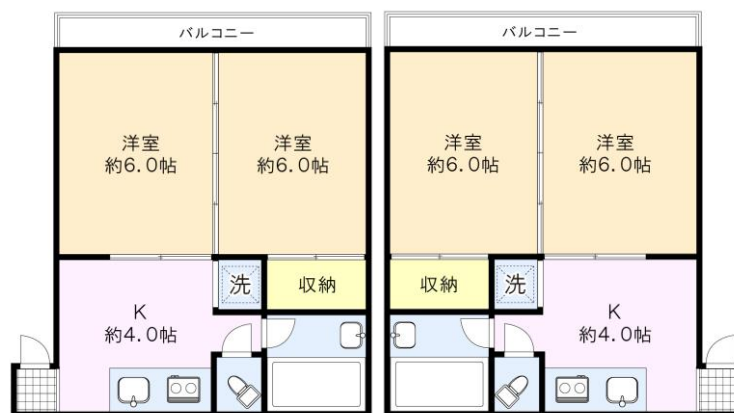 バルコニー
バルコニー
洋室
約6.0帖
洋室
約6.0帖
洋室
約6.0帖
洋室
約6.0帖
洗
収納
収納
洗
K
約4.0帖
K
約4.0帖